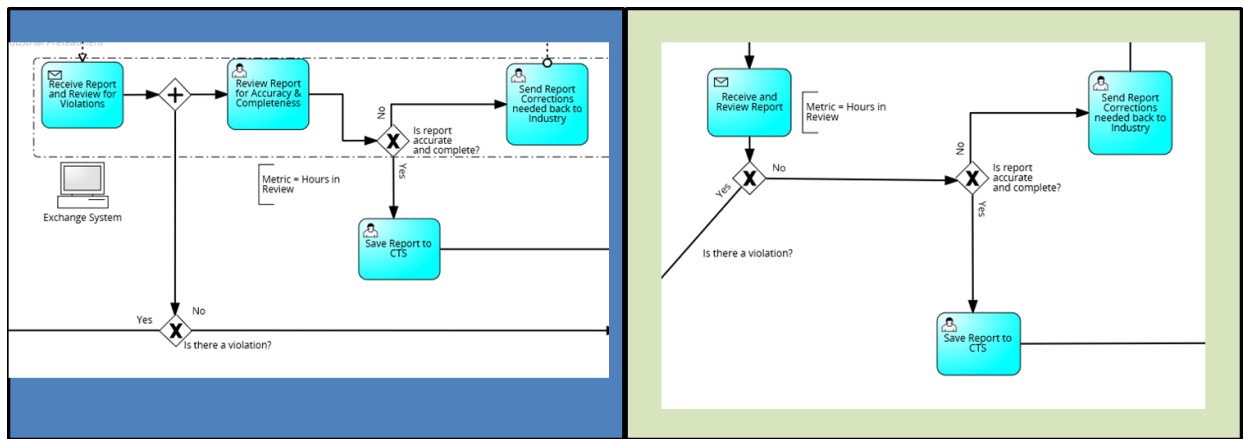 Industrial Pretreatment
Receive Report
and Review for
Violations
Review Report
for Accuracy &
Completeness
No
Is report
accurate
and complete?
Send Report
Corrections
needed back to
Industry
Exchange System
Metric = Hours in
Review
Yes
Save Report to
CTS
Yes
No
Is there a violation?
Receive and
Review Report
Metric = Hours in
Review
No
Yes
Is there a violation?
No
Is report
accurate
and complete?
Yes
Send Report
Corrections
needed back to
Industry
Save Report to
CTS